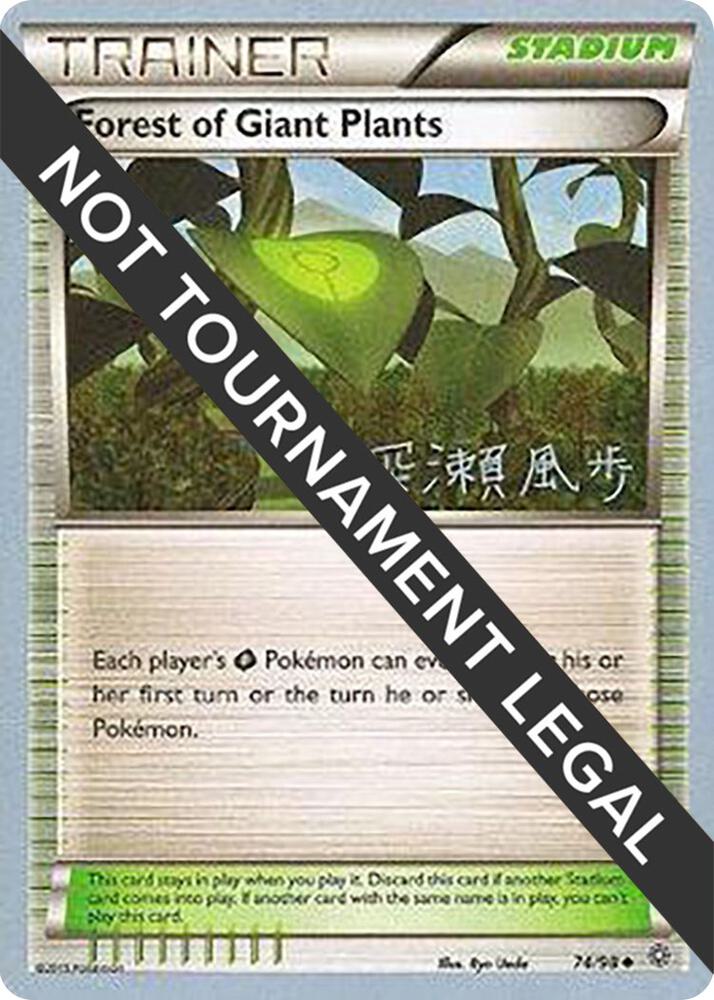 TRAINER
STADIUM
Forest of Giant Plants
NOT TOURNAMENT LEGAL
瀬風歩
Each player's Pokémon can his or
her first turn or the turn he or
Pokémon.
This card stays in play when you play it. Discard this card if another Stadium
card comes into play. If another card with the same name is in play, you can't
play this card.
Illus. Ryo Ueda
74/98